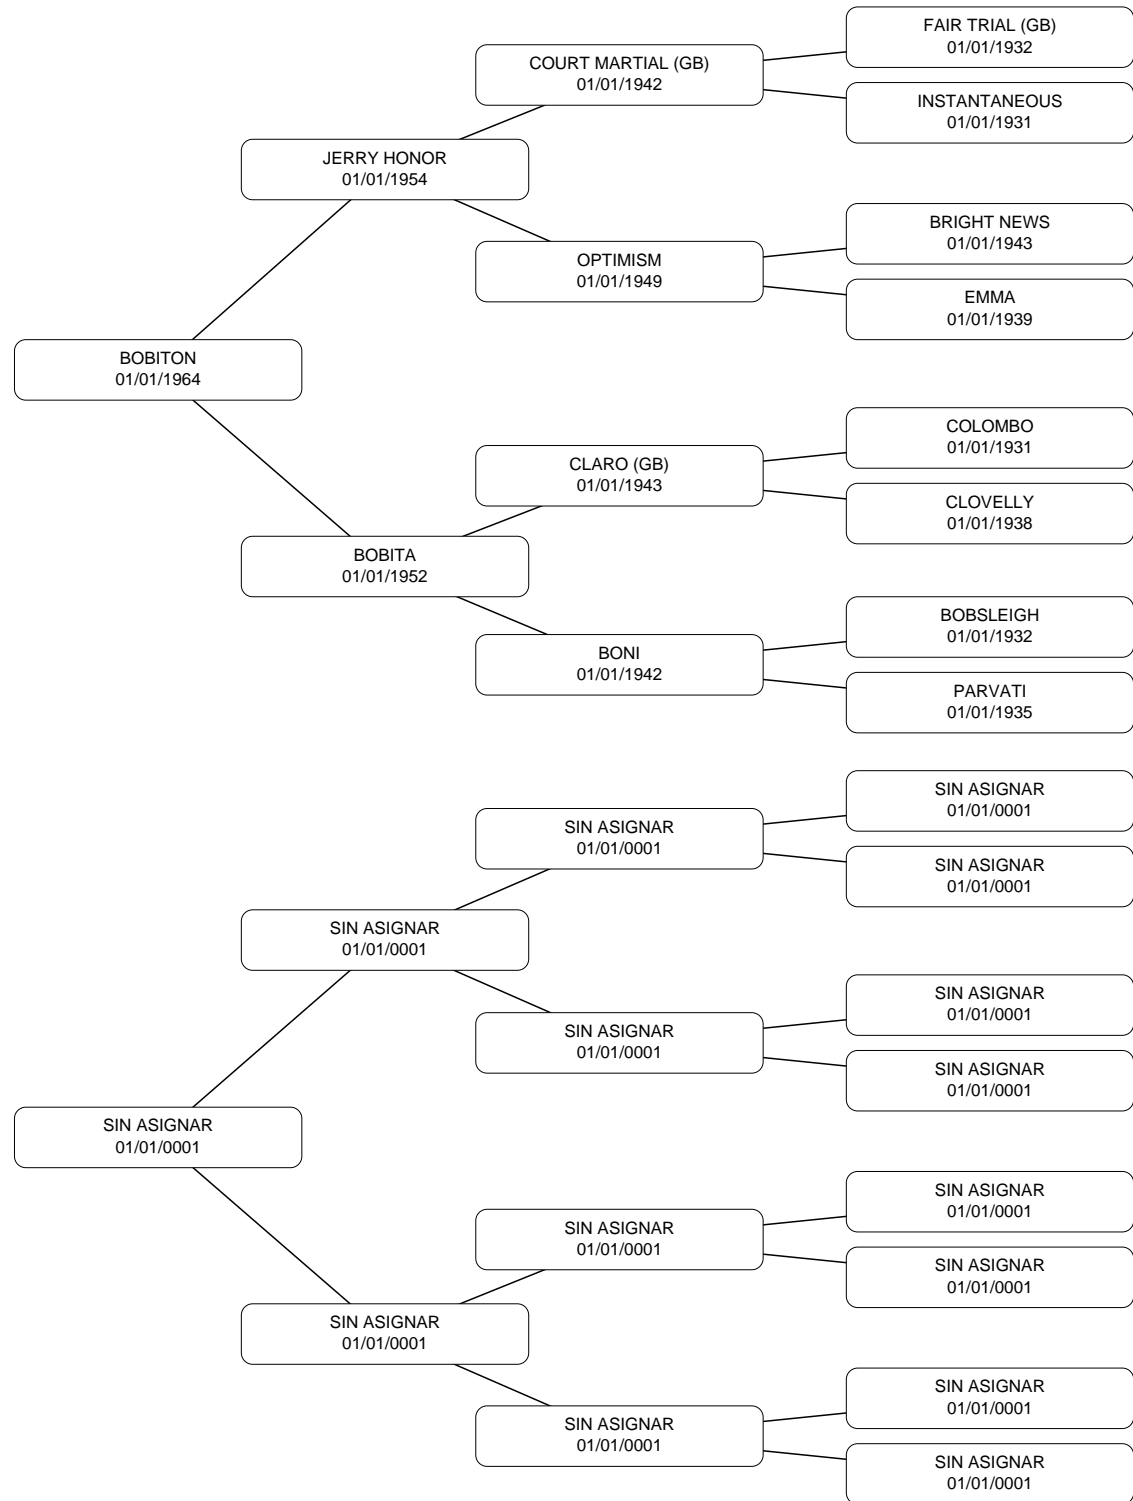 FAIR TRIAL (GB)
01/01/1932
COURT MARTIAL (GB)
01/01/1942
INSTANTANEOUS
01/01/1931
JERRY HONOR
01/01/1954
BRIGHT NEWS
01/01/1943
OPTIMISM
01/01/1949
EMMA
01/01/1939
BOBITON
01/01/1964
COLOMBO
01/01/1931
CLARO (GB)
01/01/1943
CLOVELLY
01/01/1938
BOBITA
01/01/1952
BOBSLEIGH
01/01/1932
BONI
01/01/1942
PARVATI
01/01/1935
SIN ASIGNAR
01/01/0001
SIN ASIGNAR
01/01/0001
SIN ASIGNAR
01/01/0001
SIN ASIGNAR
01/01/0001
SIN ASIGNAR
01/01/0001
SIN ASIGNAR
01/01/0001
SIN ASIGNAR
01/01/0001
SIN ASIGNAR
01/01/0001
SIN ASIGNAR
01/01/0001
SIN ASIGNAR
01/01/0001
SIN ASIGNAR
01/01/0001
SIN ASIGNAR
01/01/0001
SIN ASIGNAR
01/01/0001
SIN ASIGNAR
01/01/0001
SIN ASIGNAR
01/01/0001